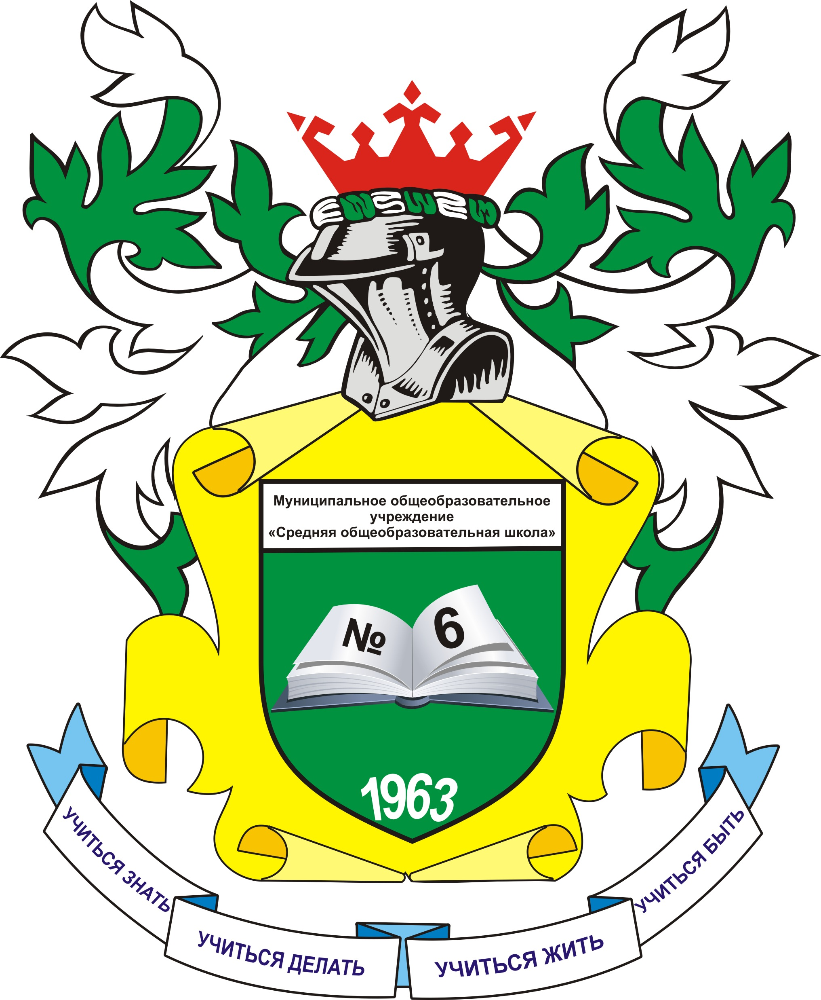 Муниципальное общеобразовательное
учреждение
«Средняя общеобразовательная школа»
№ 6
1963
УЧИТЬСЯ ЗНАТЬ
УЧИТЬСЯ ДЕЛАТЬ
УЧИТЬСЯ ЖИТЬ
УЧИТЬСЯ БЫТЬ